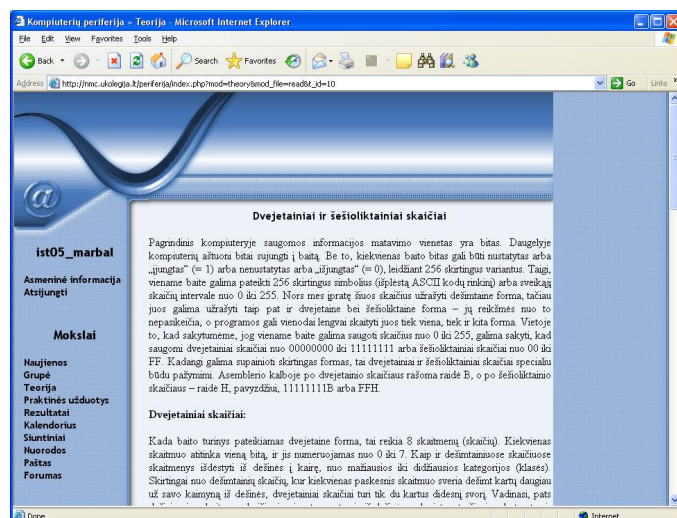 Kompiuterių periferija » Teorija - Microsoft Internet Explorer
File Edit View Favorites Tools Help
Back Search Favorites
Address http://nmc.ukolegija.lt/periferija/index.php?mod=theory&mod_file=read&t_id=10 Go Links
@
ist05_marbal
Asmeninė informacija
Atsijungti
Mokslai
Naujienos
Grupė
Teorija
Praktinės užduotys
Rezultatai
Kalendorius
Siuntiniai
Nuorodos
Paštas
Forumas
Dvejetainiai ir šešioliktainiai skaičiai
Pagrindinis kompiuteryje saugomos informacijos matavimo vienetas yra bitas. Daugelyje
kompiuterių aštuoni bitai sujungti į baitą. Be to, kiekvienas baito bitas gali būti nustatytas arba
„įjungtas“ (= 1) arba nenustatytas arba „išjungtas“ (= 0), leidžiant 256 skirtingus variantus. Taigi,
viename baite galima pateikti 256 skirtingus simbolius (išplėstą ASCII kodų rinkinį) arba sveikąjį
skaičių intervale nuo 0 iki 255. Nors mes įpratę šiuos skaičius užrašyti dešimtaine forma, tačiau
juos galima užrašyti taip pat ir dvejetaine bei šešioliktaine forma – jų reikšmės nuo to
nepasikeičia, o programos gali vienodai lengvai skaityti juos tiek viena, tiek ir kita forma. Vietoje
to, kad sakytumėme, jog viename baite galima saugoti skaičius nuo 0 iki 255, galima sakyti, kad
saugomi dvejetainiai skaičiai nuo 00000000 iki 11111111 arba šešioliktainiai skaičiai nuo 00 iki
FF. Kadangi galima supainioti skirtingas formas, tai dvejetainiai ir šešioliktainiai skaičiai specialiu
būdu pažymimi. Asemblerio kalboje po dvejetainio skaičiaus rašoma raidė B, o po šešioliktainio
skaičiaus – raidė H, pavyzdžiui, 11111111B arba FFH.
Dvejetainiai skaičiai:
Kada baito turinys pateikiamas dvejetaine forma, tai reikia 8 skaitmenų (skaičių). Kiekvienas
skaitmuo atitinka vieną bitą, ir jis numeruojamas nuo 0 iki 7. Kaip ir dešimtainiuose skaičiuose
skaitmenys išdėstyti iš dešinės į kairę, nuo mažiausios iki didžiausios kategorijos (klasės).
Skirtingai nuo dešimtainių skaičių, kur kiekvienas paskesnis skaitmuo sveria dešimt kartų daugiau
už savo kaimyną iš dešinės, dvejetainiai skaičiai turi tik du kartus didesnį svorį. Vadinasi, pats
Done Internet